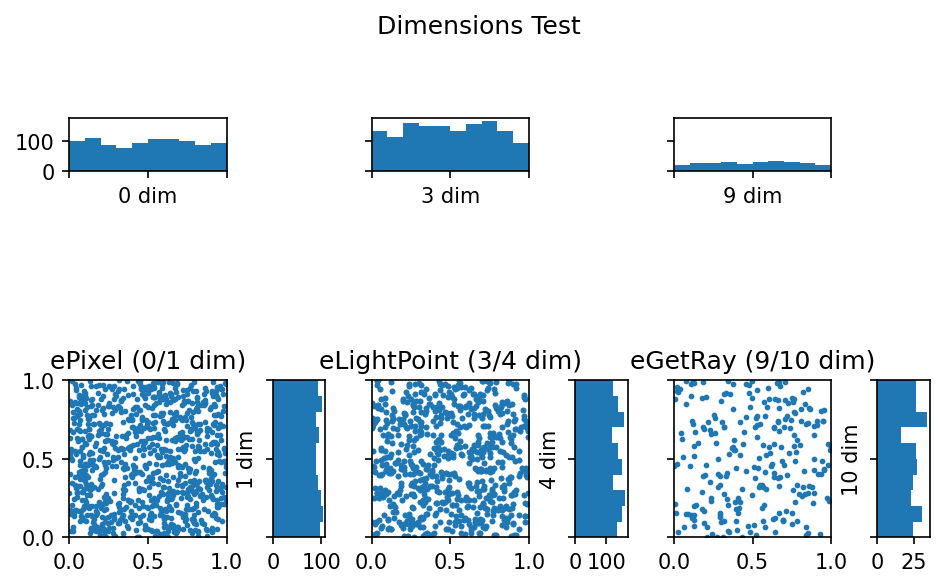 Dimensions Test
100
0
0 dim
3 dim
9 dim
ePixel (0/1 dim)
eLightPoint (3/4 dim)
eGetRay (9/10 dim)
1.0
0.5
0.0
1 dim
4 dim
10 dim
0.0 0.5 1.0 0 100 0.0 0.5 1.0 0 100 0.0 0.5 1.0 0 25